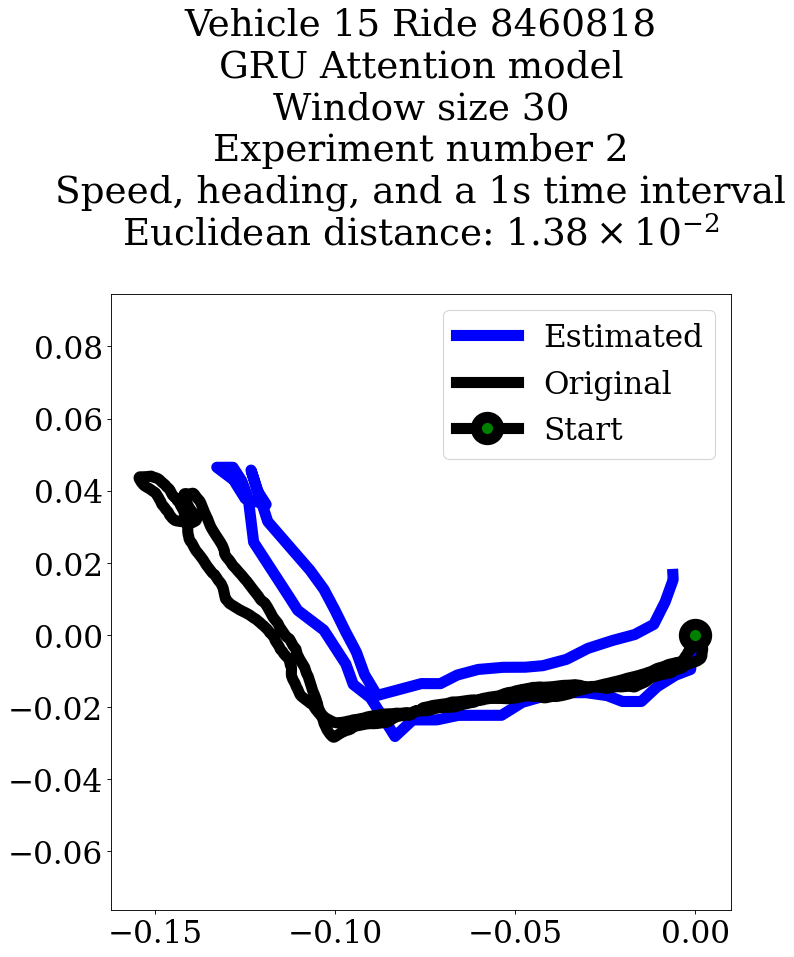 Vehicle 15 Ride 8460818
GRU Attention model
Window size 30
Experiment number 2
Speed, heading, and a 1s time interval
Euclidean distance: 1.38 × 10⁻²
Estimated
Original
Start
0.08
0.06
0.04
0.02
0.00
−0.02
−0.04
−0.06
−0.15 −0.10 −0.05 0.00